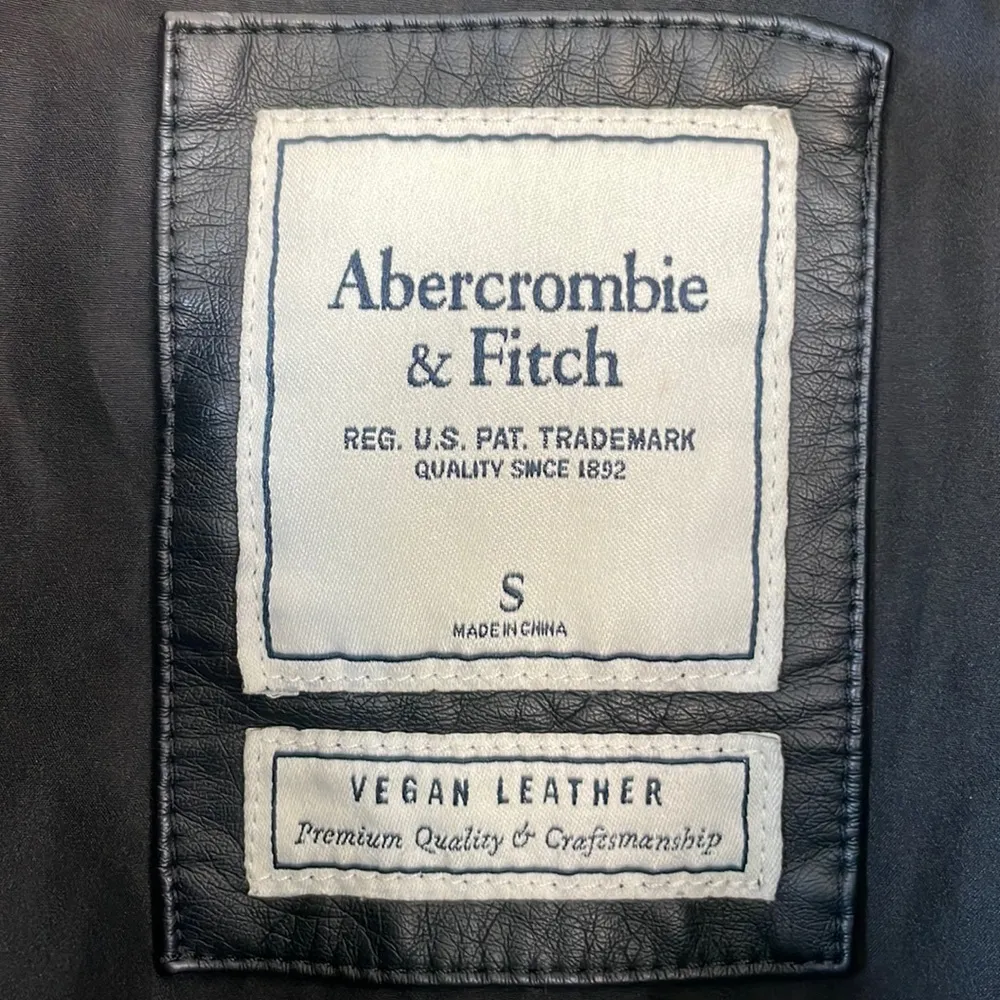 Abercrombie
& Fitch
REG. U.S. PAT. TRADEMARK
QUALITY SINCE 1892
S
MADE IN CHINA
VEGAN LEATHER
Premium Quality & Craftsmanship